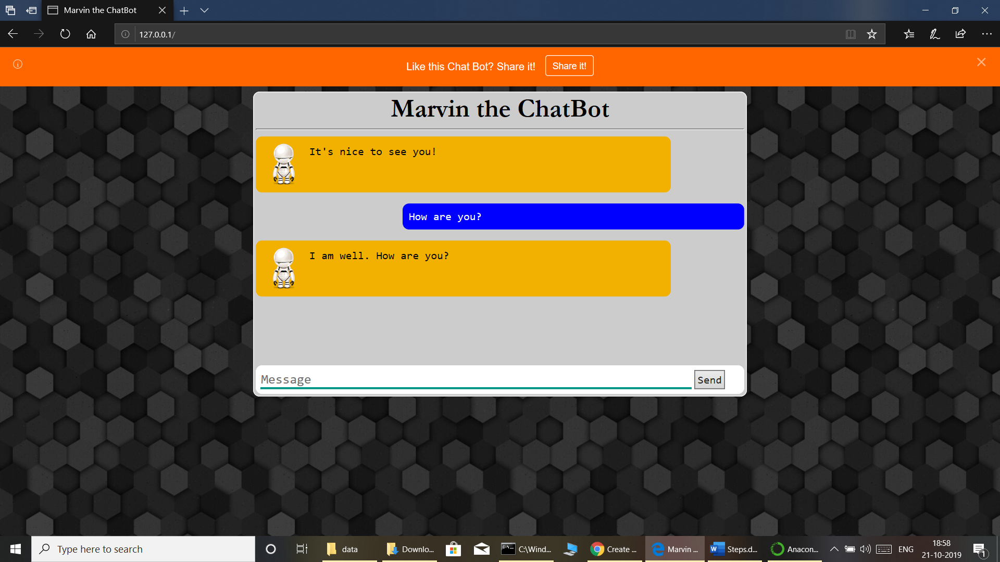 Marvin the ChatBot
127.0.0.1/
Like this Chat Bot? Share it!
Share it!
Marvin the ChatBot
It's nice to see you!
How are you?
I am well. How are you?
Message
Send
Type here to search
data
Downlo...
C:\Wind...
Create ...
Marvin ...
Steps.d...
Anacon...
ENG
18:58
21-10-2019
1